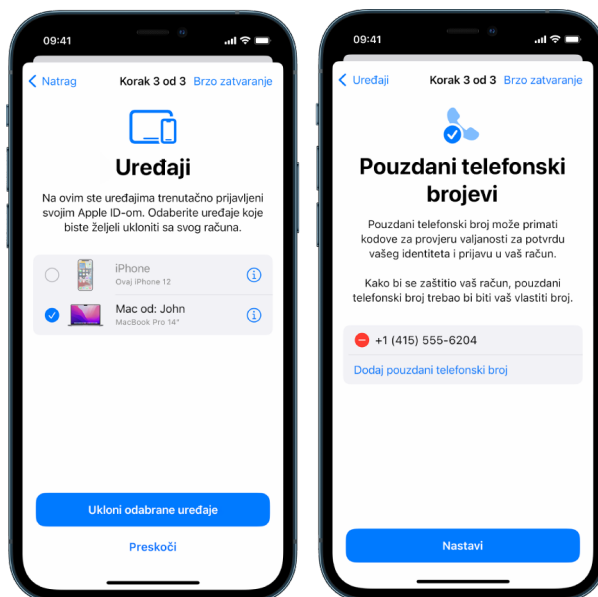 09:41
Natrag
Korak 3 od 3
Brzo zatvaranje
Uređaji
Na ovim ste uređajima trenutačno prijavljeni
svojim Apple ID-om. Odaberite uređaje koje
biste željeli ukloniti sa svog računa.
iPhone
Ovaj iPhone 12
Mac od: John
MacBook Pro 14"
Ukloni odabrane uređaje
Preskoči
09:41
Uređaji
Korak 3 od 3
Brzo zatvaranje
Pouzdani telefonski
brojevi
Pouzdani telefonski broj može primati
kodove za provjeru valjanosti za potvrdu
vašeg identiteta i prijavu u vaš račun.
Kako bi se zaštitio vaš račun, pouzdani
telefonski broj trebao bi biti vaš vlastiti broj.
+1 (415) 555-6204
Dodaj pouzdani telefonski broj
Nastavi